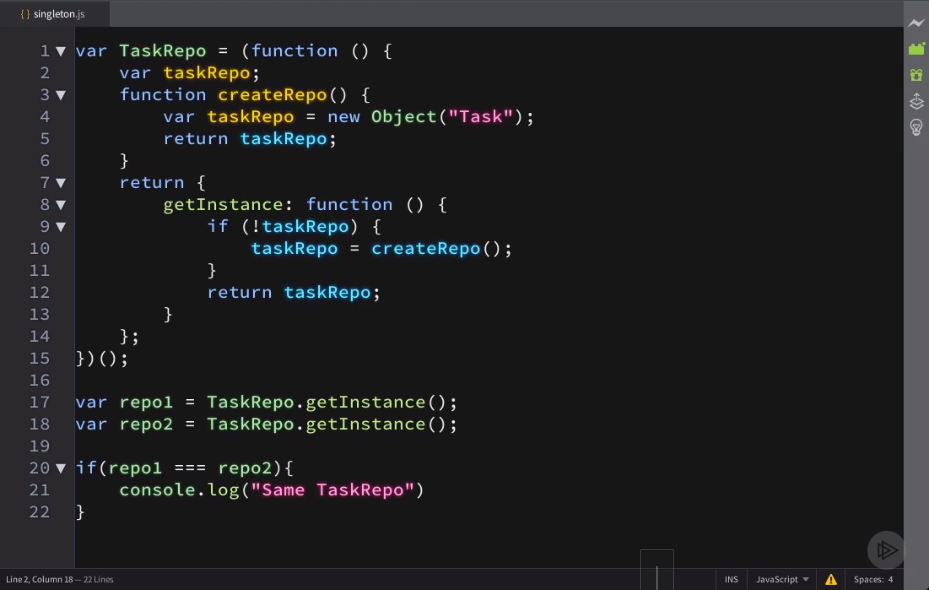 { } singleton.js
1 ▼ var TaskRepo = (function () {
2     var taskRepo;
3 ▼     function createRepo() {
4         var taskRepo = new Object("Task");
5         return taskRepo;
6     }
7 ▼     return {
8 ▼         getInstance: function () {
9 ▼             if (!taskRepo) {
10                 taskRepo = createRepo();
11             }
12             return taskRepo;
13         }
14     };
15 })();
16
17 var repo1 = TaskRepo.getInstance();
18 var repo2 = TaskRepo.getInstance();
19
20 ▼ if(repo1 === repo2){
21     console.log("Same TaskRepo")
22 }
Line 2, Column 18 — 22 Lines INS JavaScript ▼ Spaces: 4